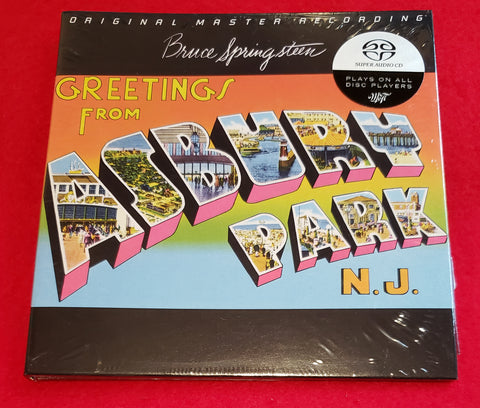 ORIGINAL MASTER RECORDING
Bruce Springsteen
SUPER AUDIO CD
PLAYS ON ALL
DISC PLAYERS
GREETINGS
FROM
ASBURY
PARK
N.J.